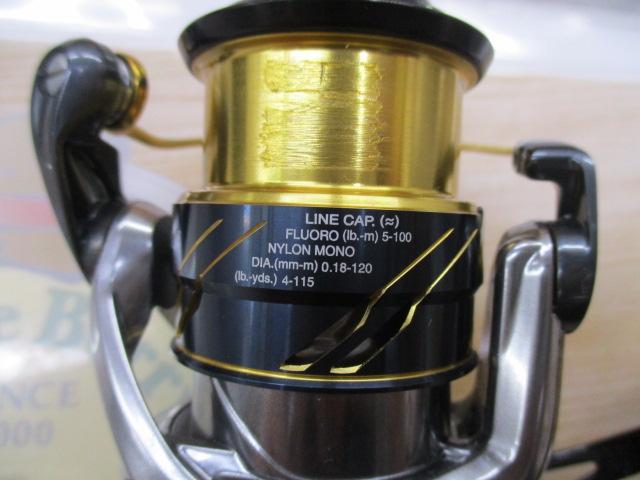 LINE CAP. (≈)
FLUORO (lb.-m) 5-100
NYLON MONO
DIA.(mm-m) 0.18-120
(lb.-yds.) 4-115